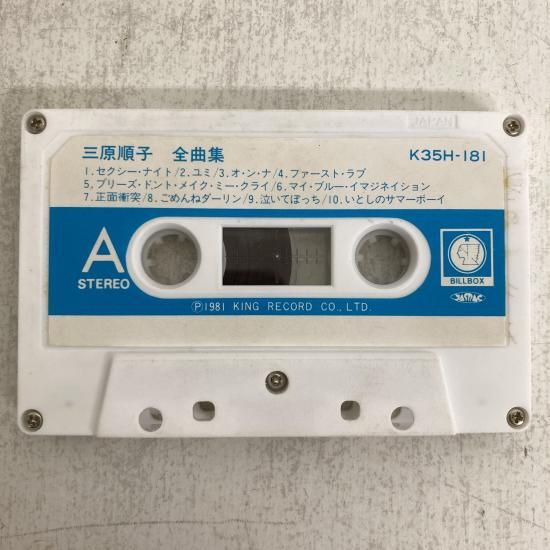 JAPAN
三原順子 全曲集 K35H-181
1.セクシー・ナイト/2.ユミ/3.オ・ン・ナ/4.ファースト・ラブ
5.プリーズ・ドント・メイク・ミー・クライ/6.マイ・ブルー・イマジネイション
7.正面衝突/8.ごめんねダーリン/9.泣いてぼっち/10.いとしのサマーボーイ
A
STEREO
BILLBOX
JASRAC
Ⓟ1981 KING RECORD CO., LTD.